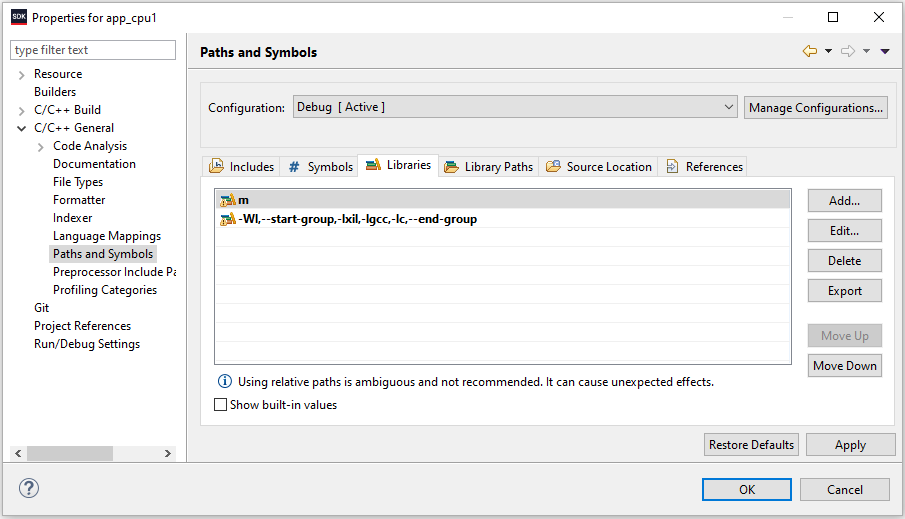 SDK Properties for app_cpu1
type filter text
Paths and Symbols
Resource
Builders
C/C++ Build
C/C++ General
Code Analysis
Documentation
File Types
Formatter
Indexer
Language Mappings
Paths and Symbols
Preprocessor Include Pa
Profiling Categories
Git
Project References
Run/Debug Settings
Configuration: Debug [ Active ] Manage Configurations...
Includes # Symbols Libraries Library Paths Source Location References
m
-Wl,--start-group,-lxil,-lgcc,-lc,--end-group
Add...
Edit...
Delete
Export
Move Up
Move Down
Using relative paths is ambiguous and not recommended. It can cause unexpected effects.
Show built-in values
Restore Defaults Apply
OK Cancel